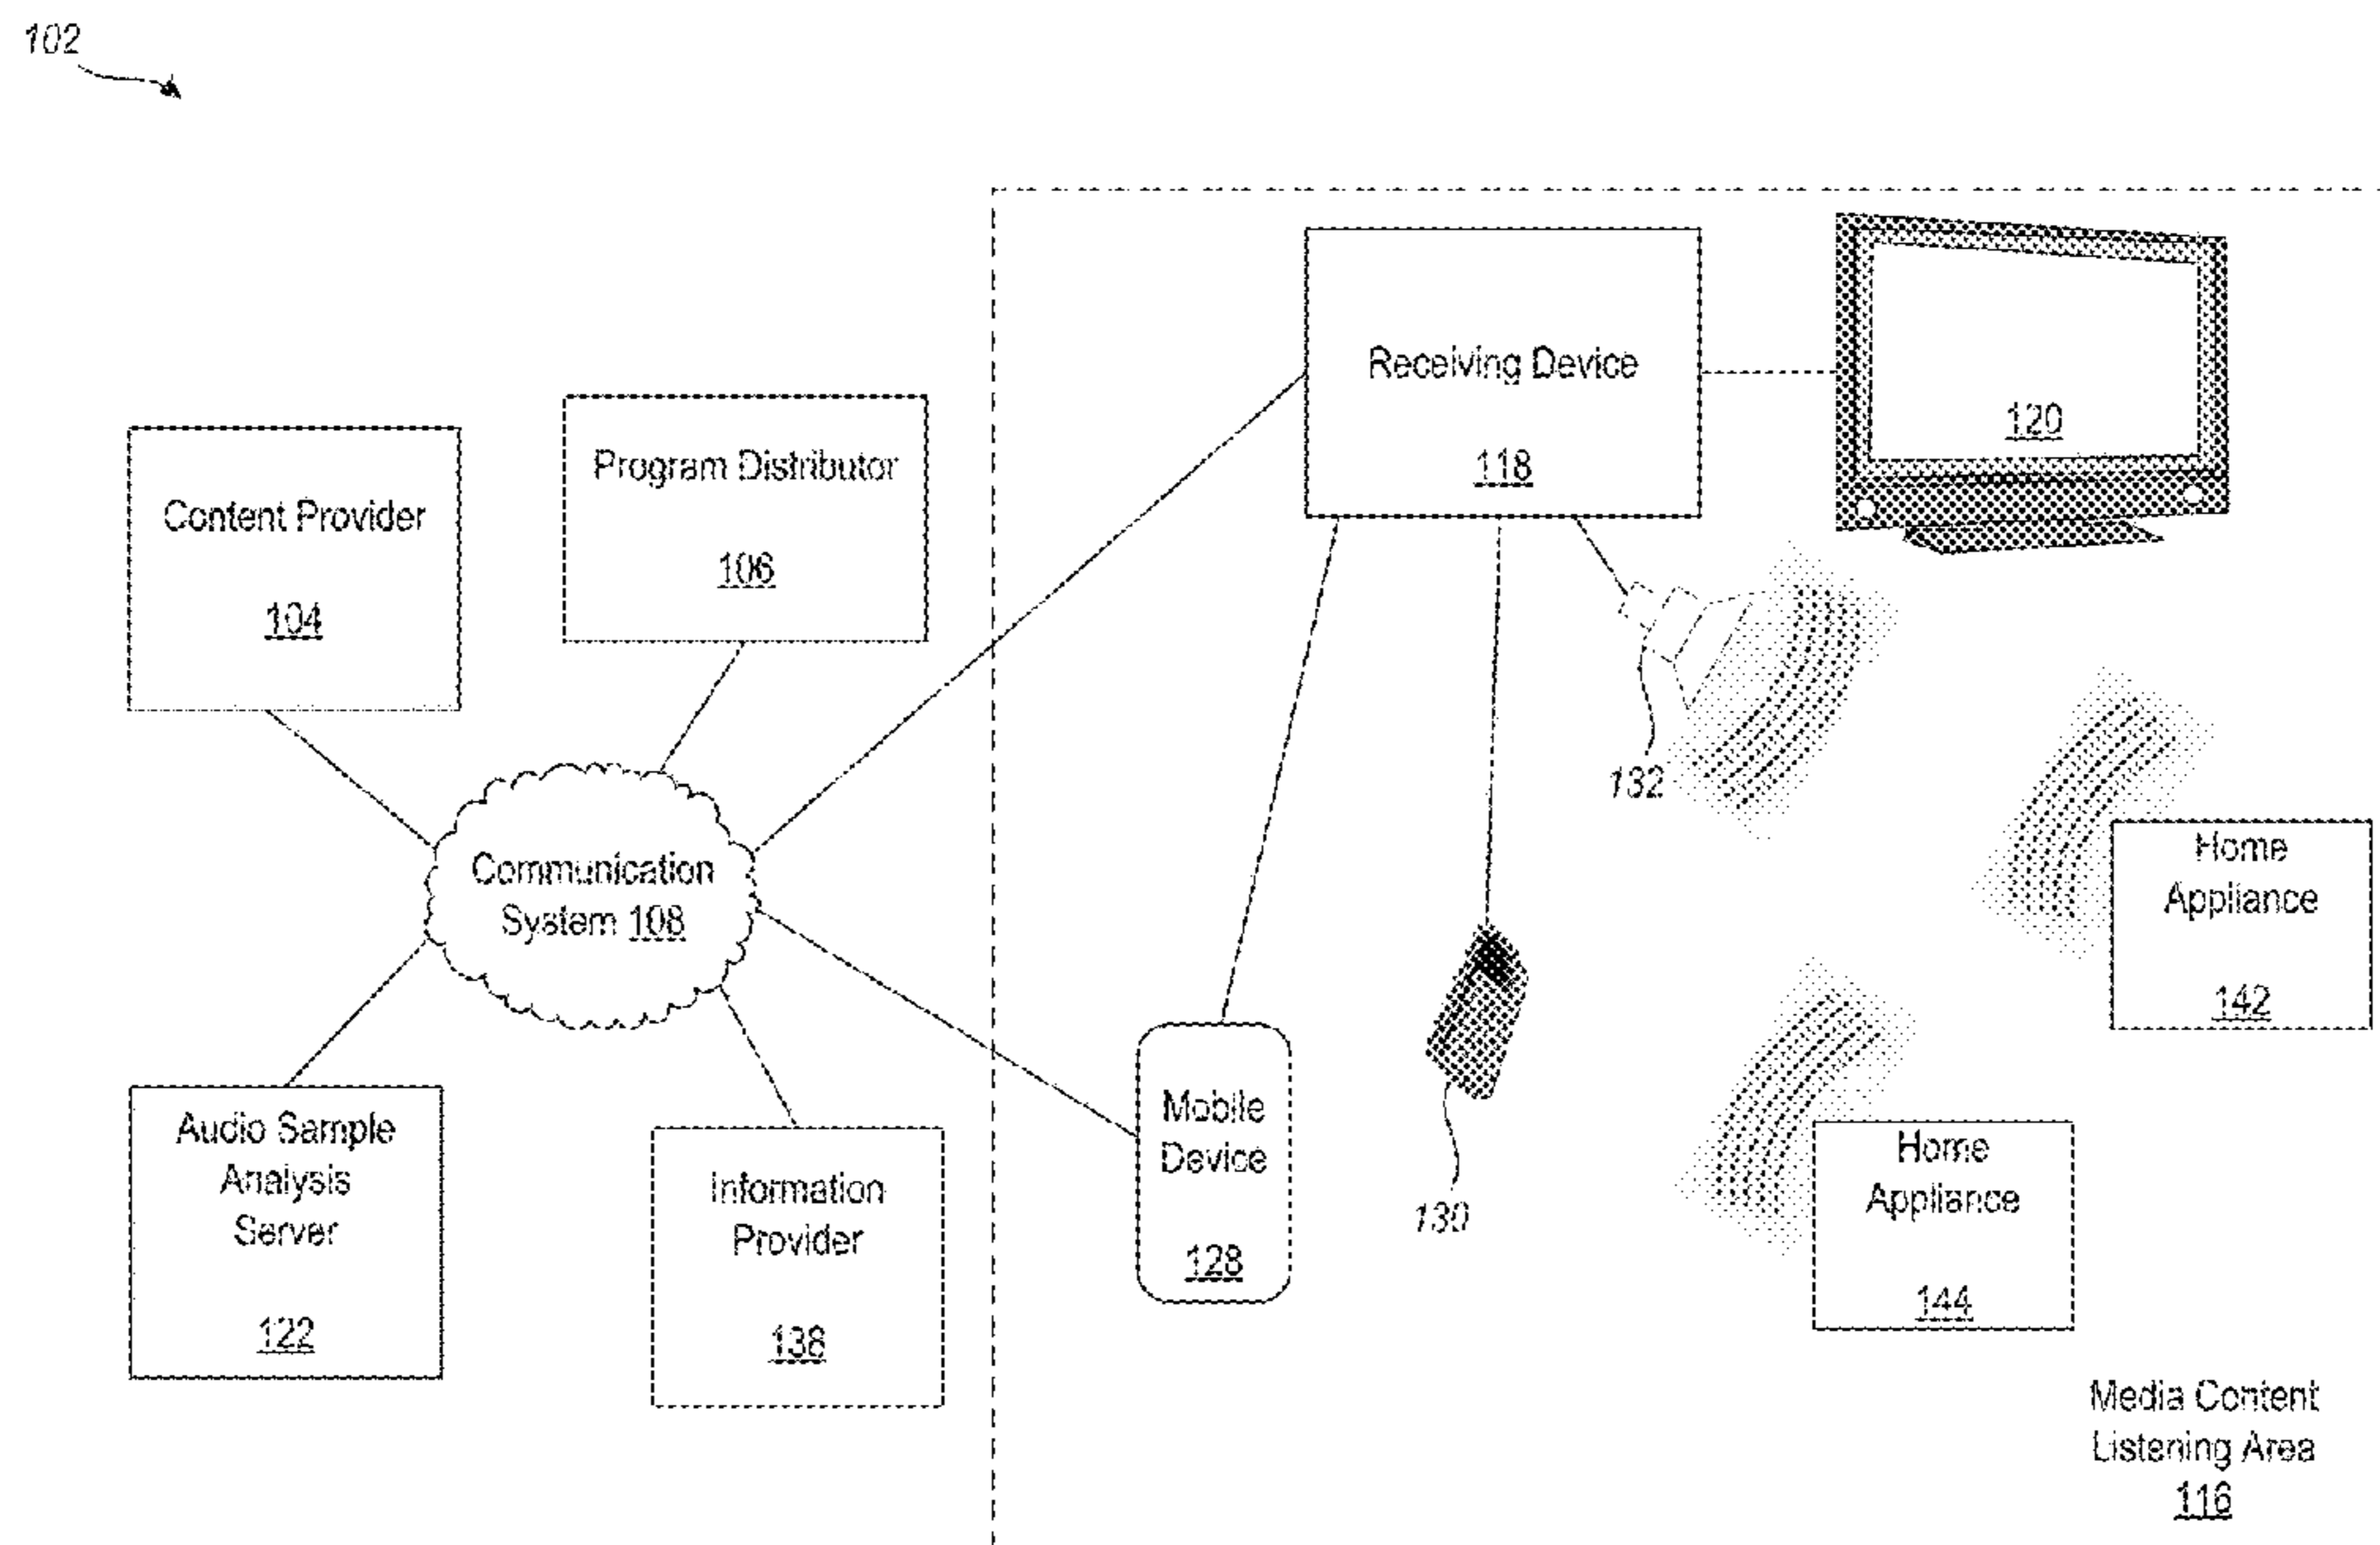 102
Receiving Device
118
120
Program Distributor
106
Content Provider
104
132
Communication
System 108
Home
Appliance
142
Mobile
Device
128
130
Audio Sample
Analysis
Server
122
Information
Provider
138
Home
Appliance
144
Media Content
Listening Area
116